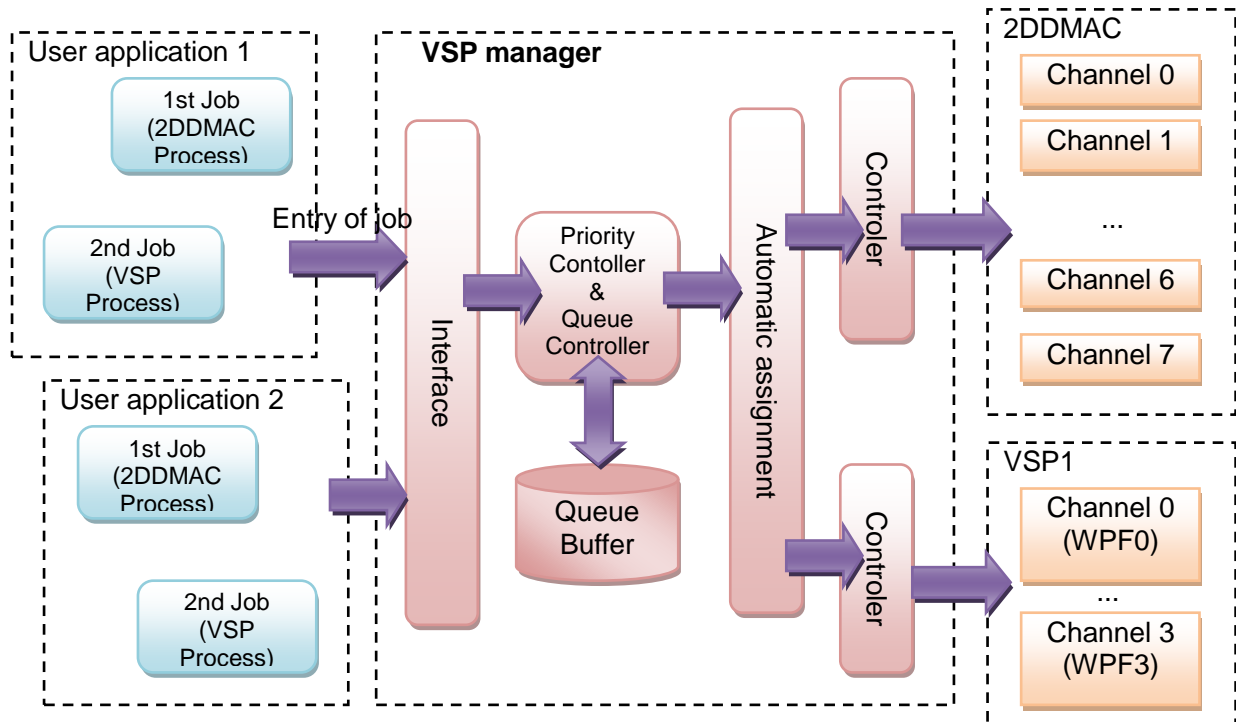 User application 1
1st Job
(2DDMAC
Process)
2nd Job
(VSP
Process)
Entry of job
User application 2
1st Job
(2DDMAC
Process)
2nd Job
(VSP
Process)
VSP manager
Interface
Priority
Contoller
&
Queue
Controller
Queue
Buffer
Automatic assignment
Controler
Controler
2DDMAC
Channel 0
Channel 1
...
Channel 6
Channel 7
VSP1
Channel 0
(WPF0)
...
Channel 3
(WPF3)